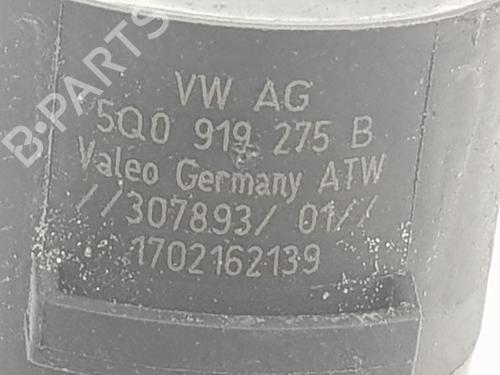 B-PARTS
VW AG
5Q0 919 275 B
Valeo Germany ATW
//307893/ 01//
1702162139